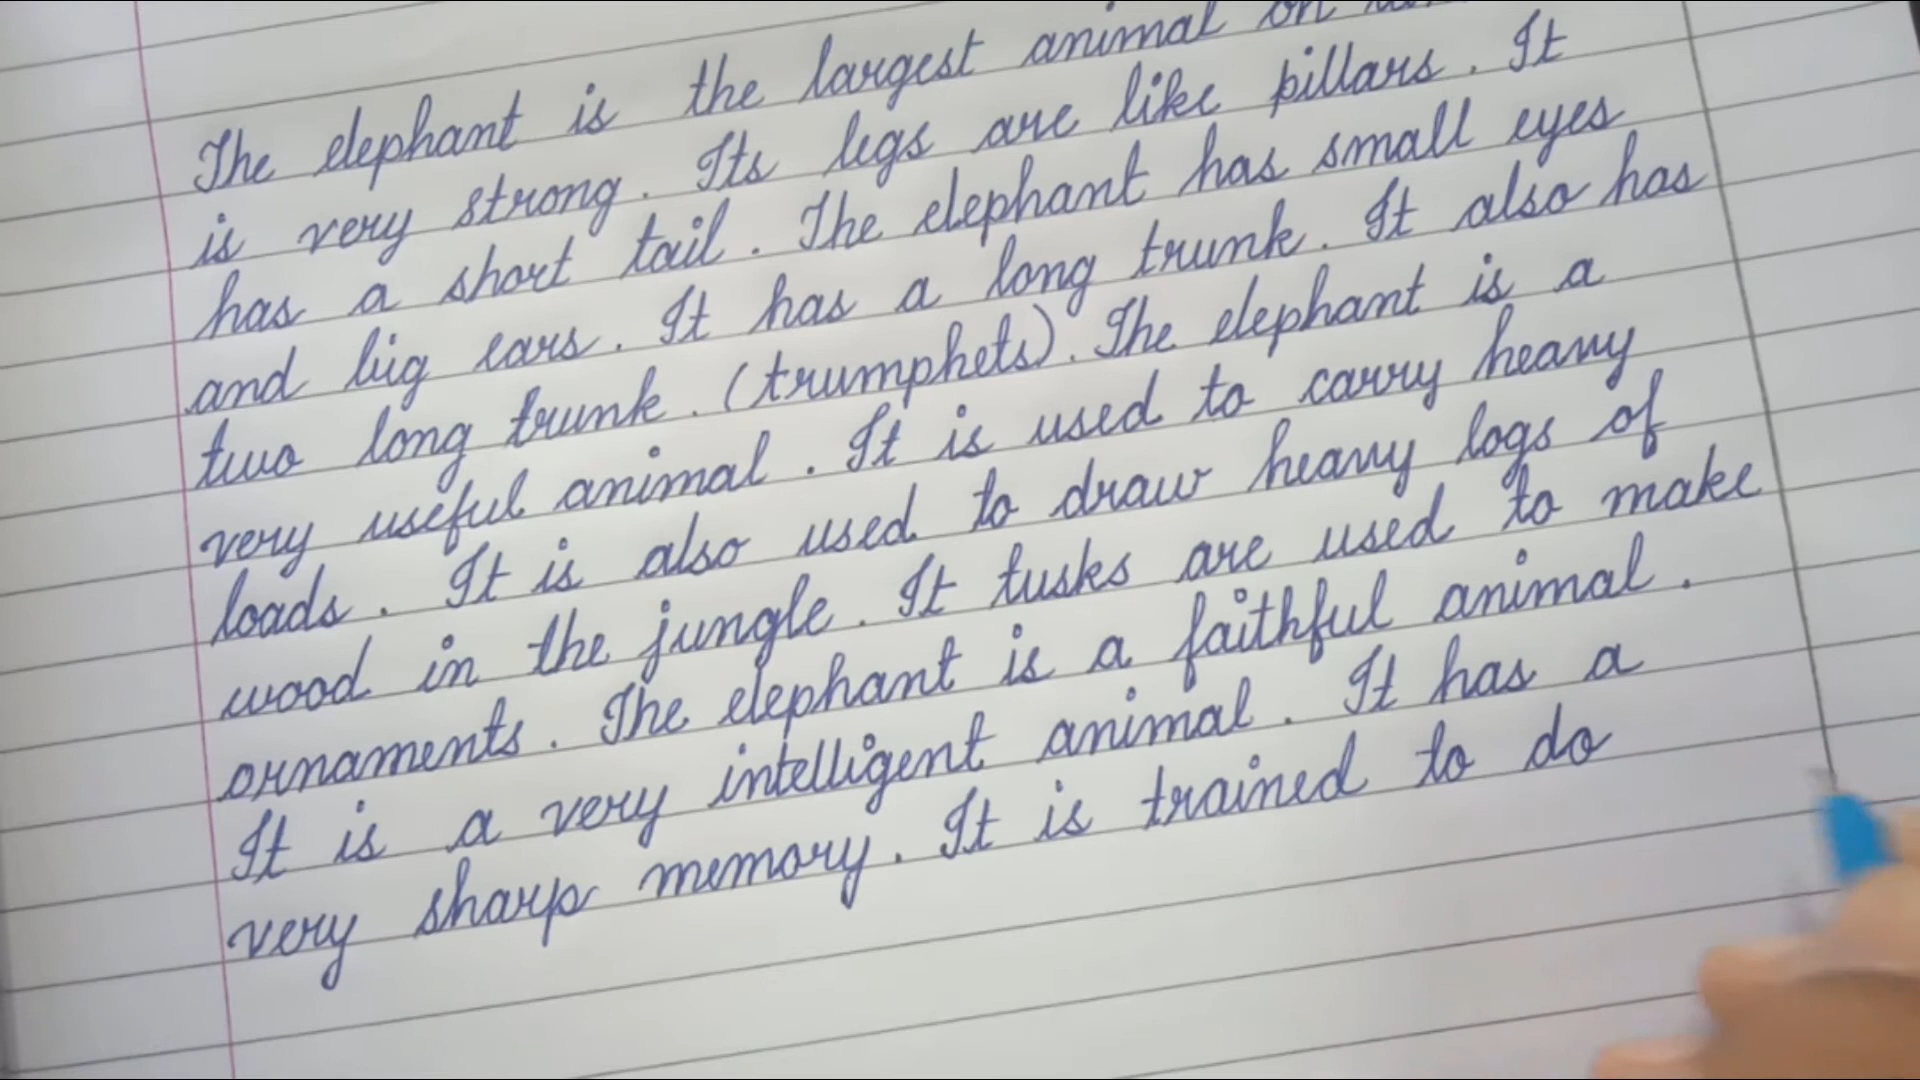 The elephant is the largest animal on
is very strong. Its legs are like pillars. It
has a short tail. The elephant has small eyes
and big ears. It has a long trunk. It also has
two long trunk. (trumphets). The elephant is a
very useful animal. It is used to carry heavy
loads. It is also used to draw heavy logs of
wood in the jungle. It tusks are used to make
ornaments. The elephant is a faithful animal.
It is a very intelligent animal. It has a
very sharp memory. It is trained to do